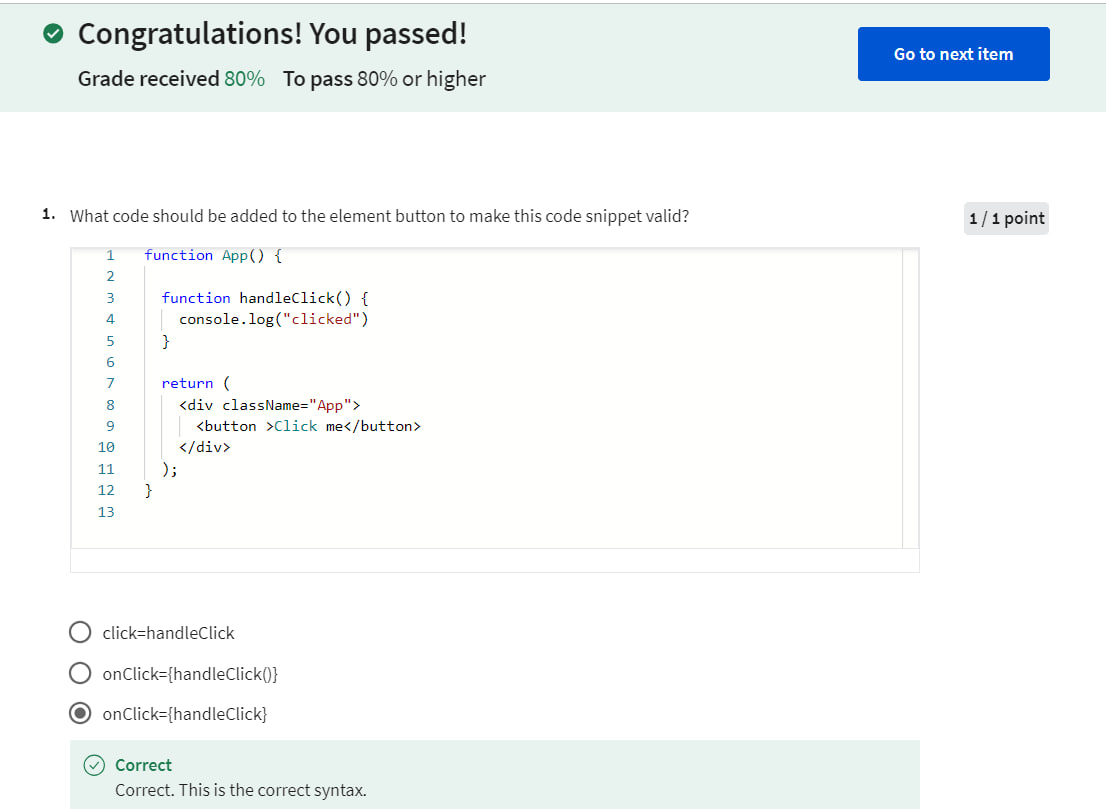 Congratulations! You passed!
Go to next item
Grade received 80% To pass 80% or higher
1. What code should be added to the element button to make this code snippet valid?
1 / 1 point
1 function App() {
2
3 function handleClick() {
4 console.log("clicked")
5 }
6
7 return (
8 <div className="App">
9 <button >Click me</button>
10 </div>
11 );
12 }
13
click=handleClick
onClick={handleClick()}
onClick={handleClick}
Correct
Correct. This is the correct syntax.